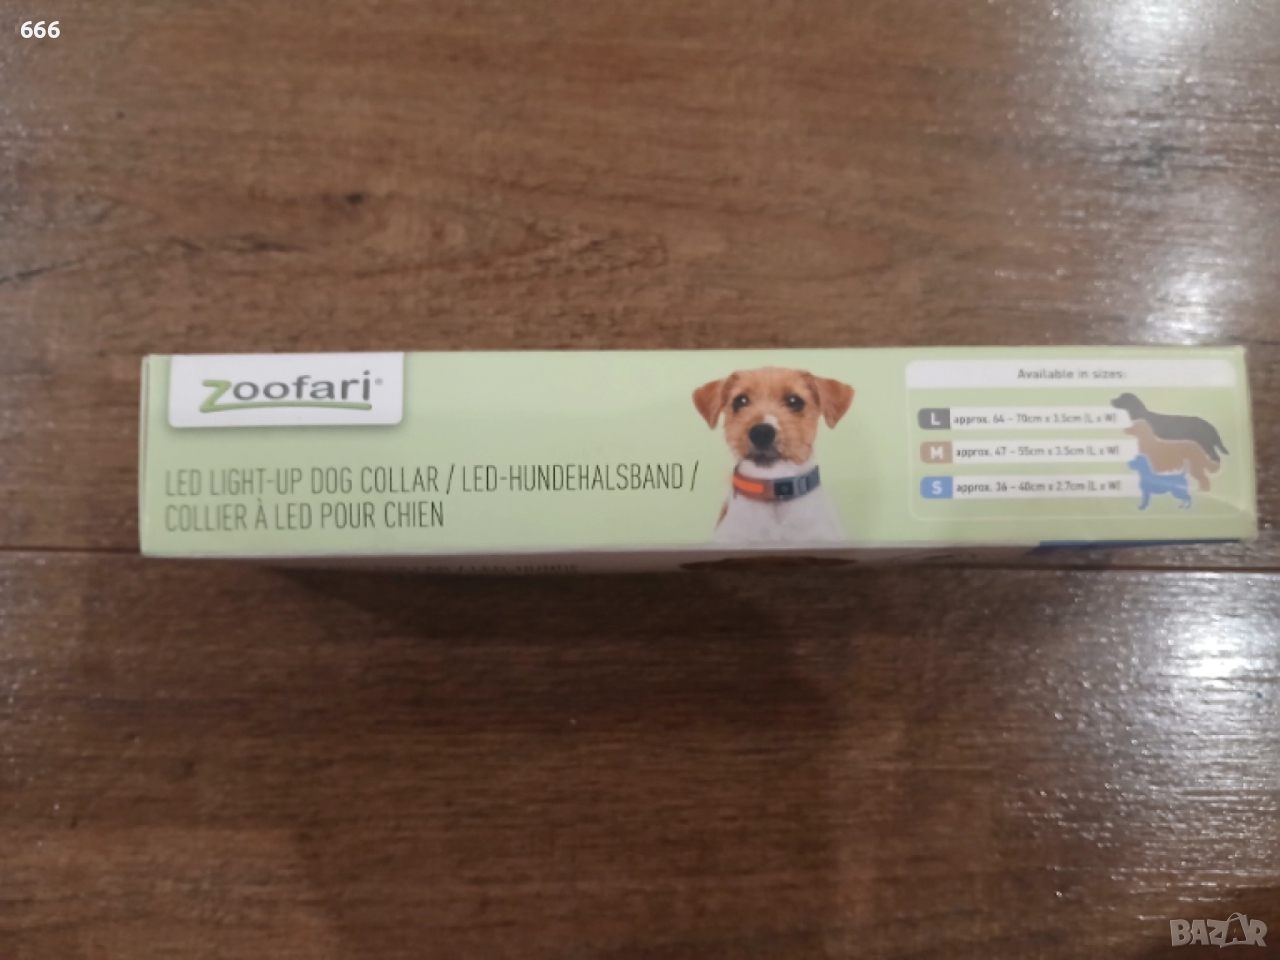 666
zoofari®
LED LIGHT-UP DOG COLLAR / LED-HUNDEHALSBAND /
COLLIER À LED POUR CHIEN
Available in sizes:
L approx. 64 - 70cm x 3.5cm (L x W)
M approx. 47 - 55cm x 3.5cm (L x W)
S approx. 36 - 40cm x 2.7cm (L x W)
BAZAR